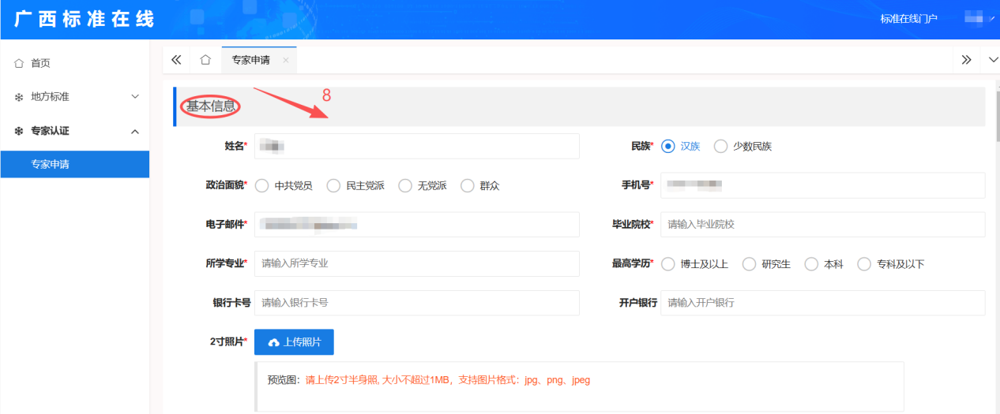 广西标准在线
标准在线门户
首页
专家申请
地方标准
8
基本信息
专家认证
姓名*
民族* 汉族 少数民族
专家申请
政治面貌* 中共党员 民主党派 无党派 群众
手机号*
电子邮件*
毕业院校* 请输入毕业院校
所学专业* 请输入所学专业
最高学历* 博士及以上 研究生 本科 专科及以下
银行卡号 请输入银行卡号
开户银行 请输入开户银行
2寸照片* 上传照片
预览图：请上传2寸半身照, 大小不超过1MB，支持图片格式：jpg、png、jpeg